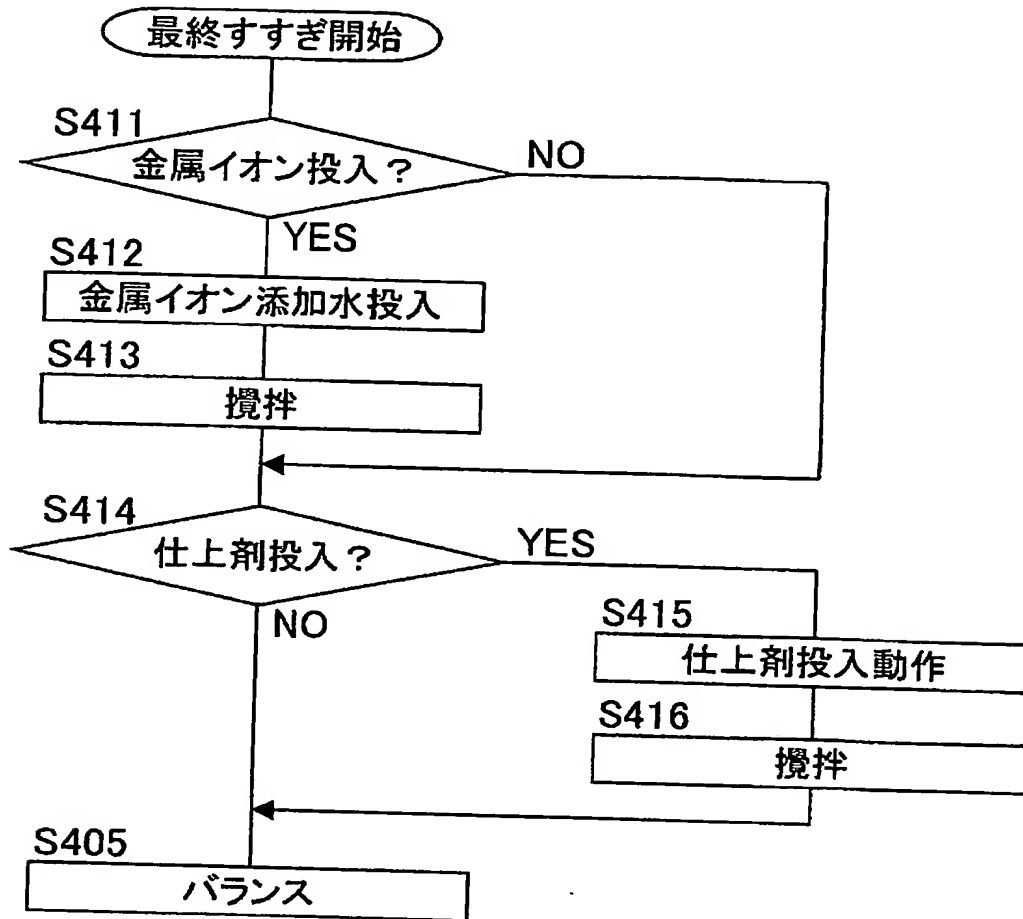 最終すすぎ開始
S411
金属イオン投入?
NO
YES
S412
金属イオン添加水投入
S413
攪拌
S414
仕上剤投入?
YES
NO
S415
仕上剤投入動作
S416
攪拌
S405
バランス